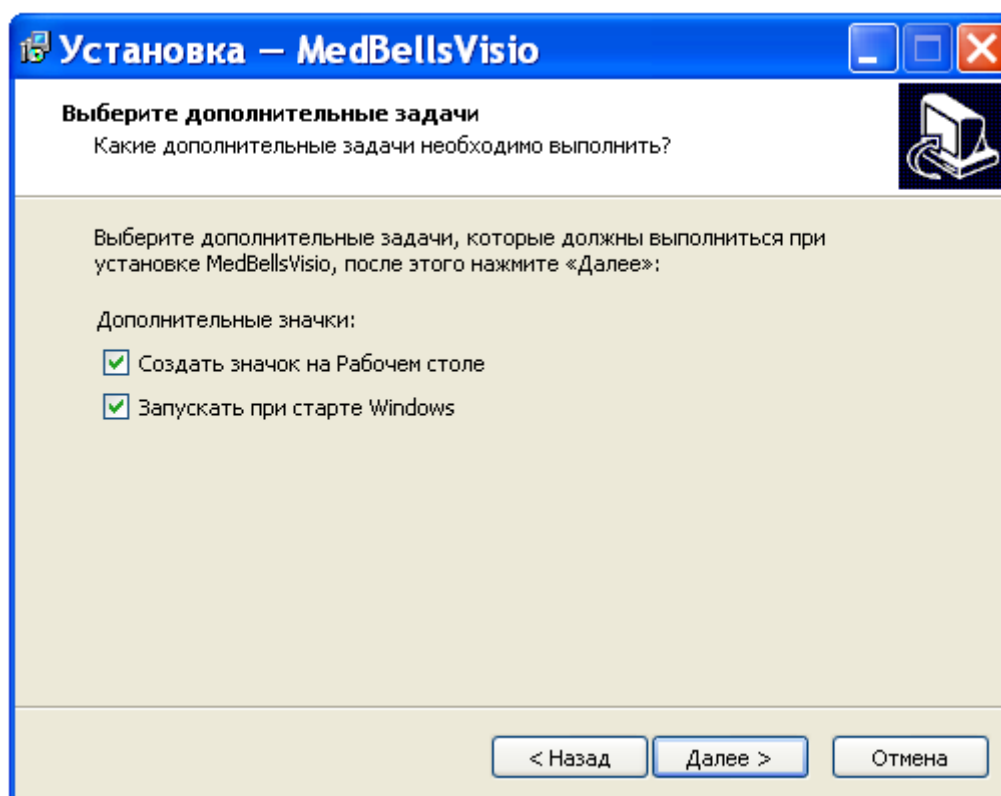 Установка — MedBellsVisio
Выберите дополнительные задачи
Какие дополнительные задачи необходимо выполнить?
Выберите дополнительные задачи, которые должны выполниться при
установке MedBellsVisio, после этого нажмите «Далее»:
Дополнительные значки:
Создать значок на Рабочем столе
Запускать при старте Windows
< Назад
Далее >
Отмена